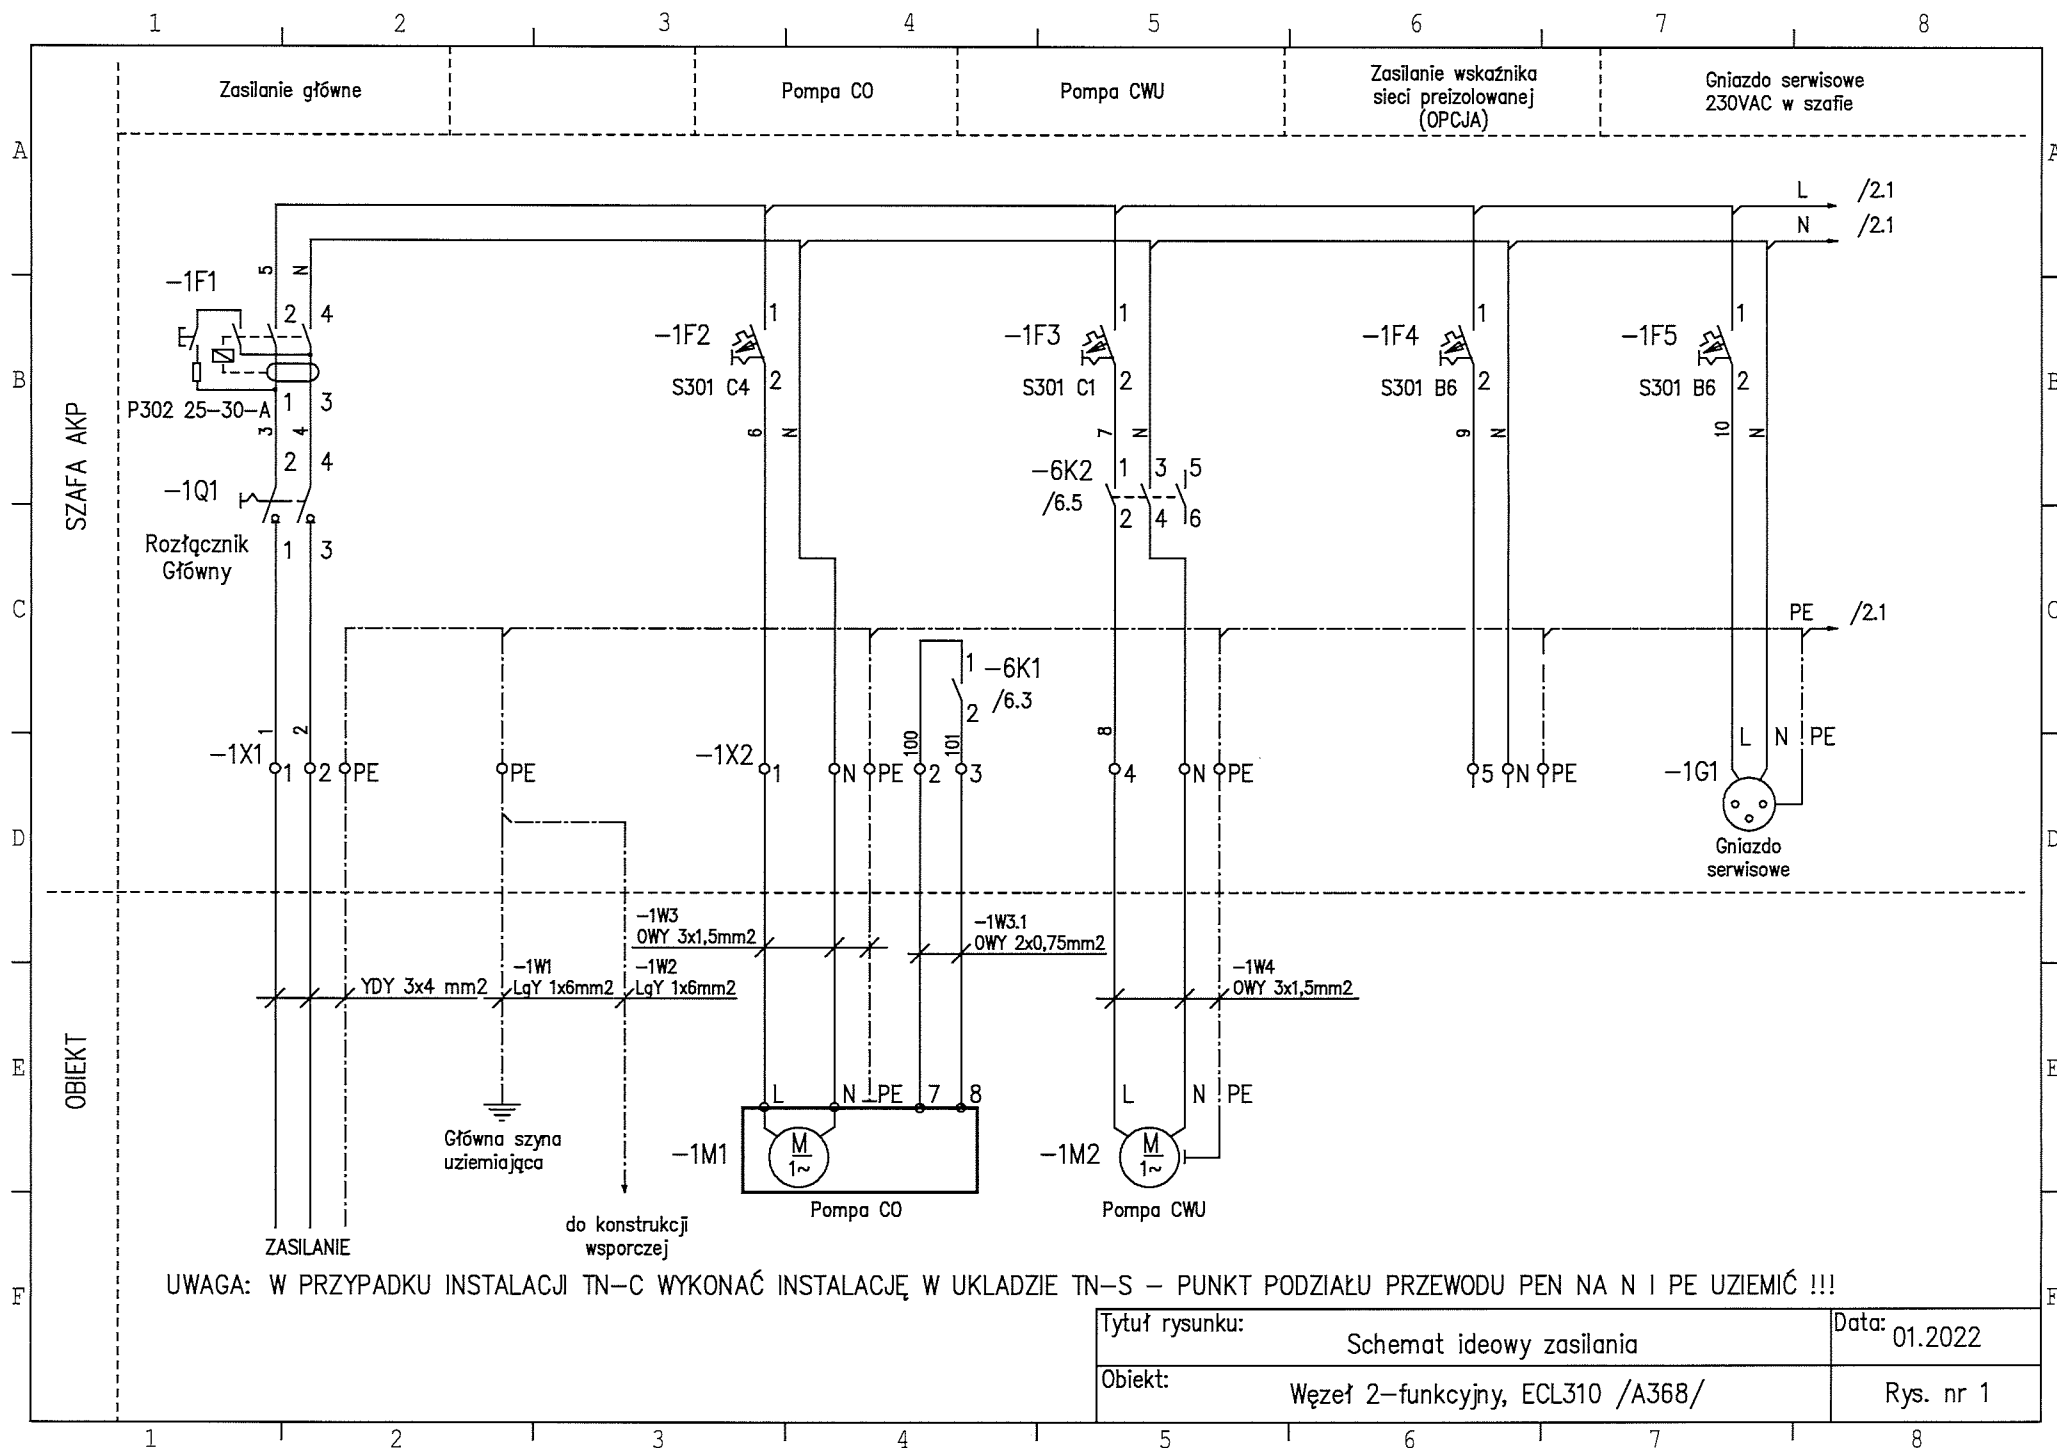 1 2 3 4 5 6 7 8
Zasilanie główne
Pompa CO
Pompa CWU
Zasilanie wskaźnika
sieci preizolowanej
(OPCJA)
Gniazdo serwisowe
230VAC w szafie
A
A
L /2.1
N /2.1
5 N
-1F1
2 4
E
1 3
P302 25-30-A
3 4
2 4
-1Q1
Rozłącznik
Główny
1 3
-1F2
1
2
S301 C4
6 N
-1F3
1
2
S301 C1
7 N
-6K2
/6.5
1 3 5
2 4 6
-1F4
1
2
S301 B6
9 N
-1F5
1
2
S301 B6
10 N
B
B
SZAFA AKP
C
C
PE /2.1
1 -6K1
2 /6.3
1 2
100 101
8
L N PE
-1X1
1 2 PE
PE
-1X2
1 N PE 2 3
4 N PE
5 N PE
-1G1
Gniazdo
serwisowe
D
D
-1W3
OWY 3x1,5mm2
-1W3.1
OWY 2x0,75mm2
YDY 3x4 mm2
-1W1
LgY 1x6mm2
-1W2
LgY 1x6mm2
-1W4
OWY 3x1,5mm2
E
E
OBIEKT
L N PE 7 8
L N PE
Główna szyna
uziemiająca
-1M1
M
1~
Pompa CO
-1M2
M
1~
Pompa CWU
do konstrukcji
wsporczej
ZASILANIE
F
F
UWAGA: W PRZYPADKU INSTALACJI TN-C WYKONAĆ INSTALACJĘ W UKLADZIE TN-S - PUNKT PODZIAŁU PRZEWODU PEN NA N I PE UZIEMIĆ !!!
Tytuł rysunku:
Schemat ideowy zasilania
Data: 01.2022
Obiekt:
Węzeł 2-funkcyjny, ECL310 /A368/
Rys. nr 1
1 2 3 4 5 6 7 8